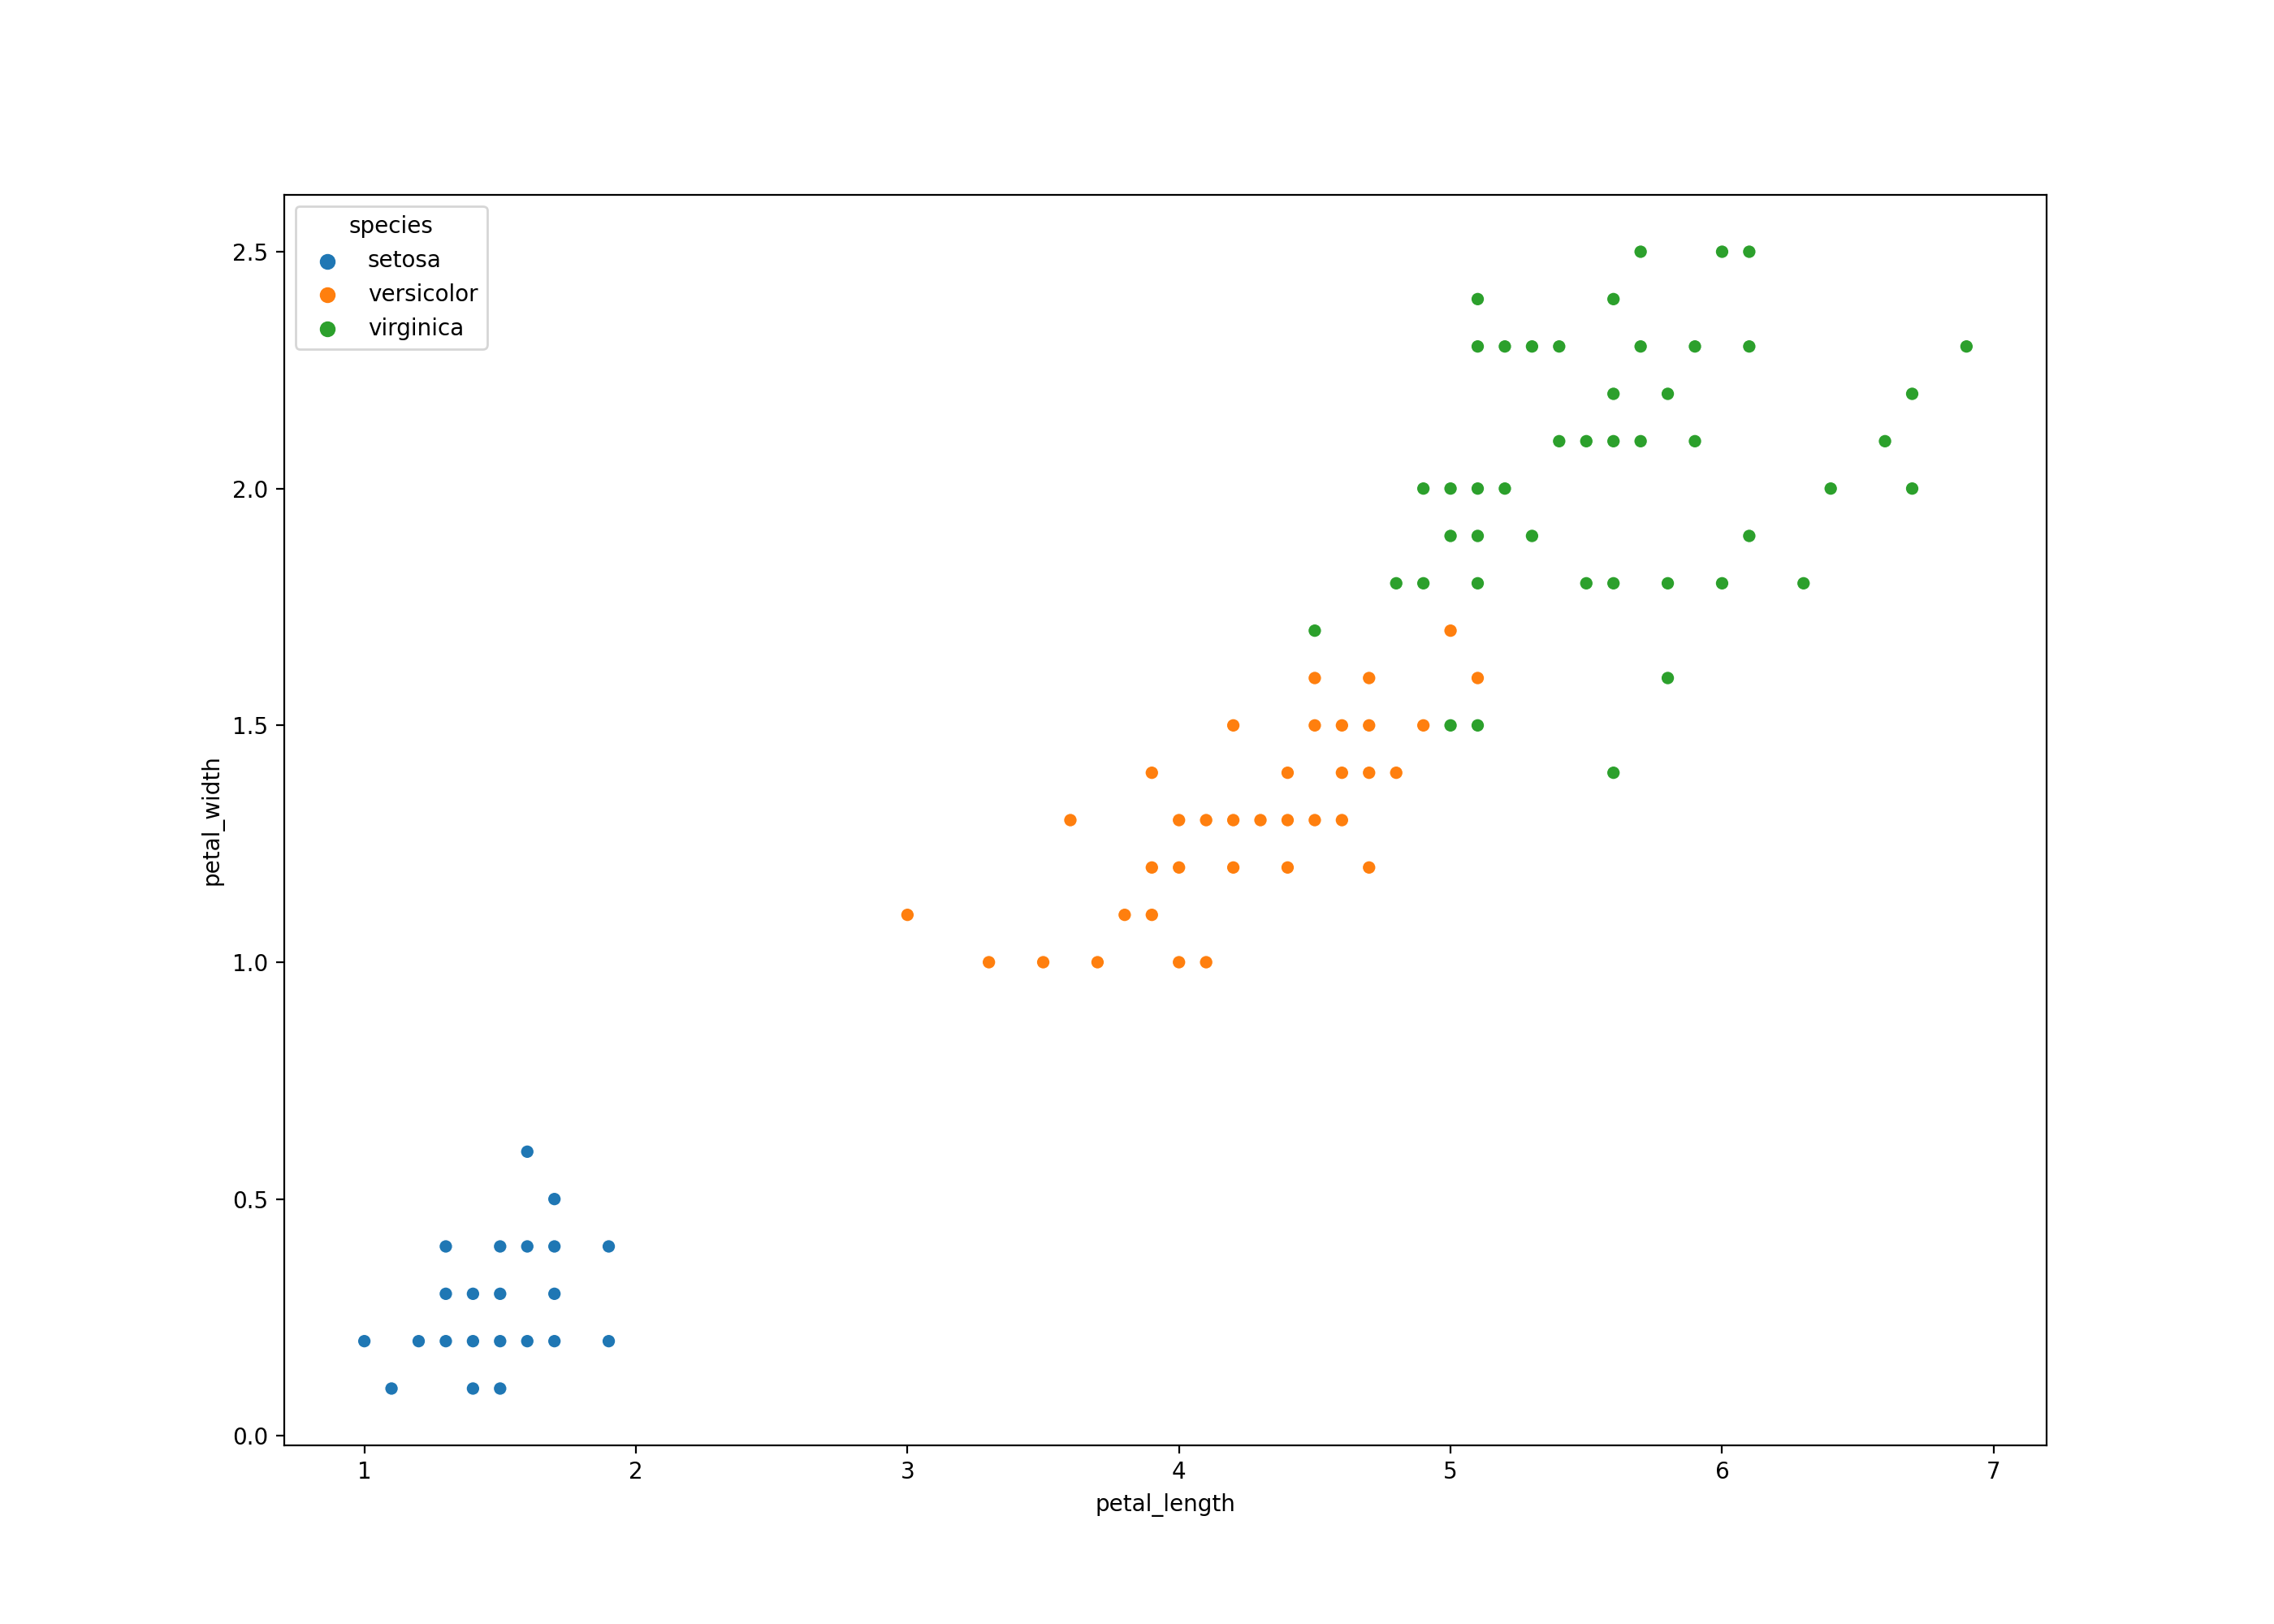 species
setosa
versicolor
virginica
2.5
2.0
1.5
1.0
0.5
0.0
petal_width
1 2 3 4 5 6 7
petal_length